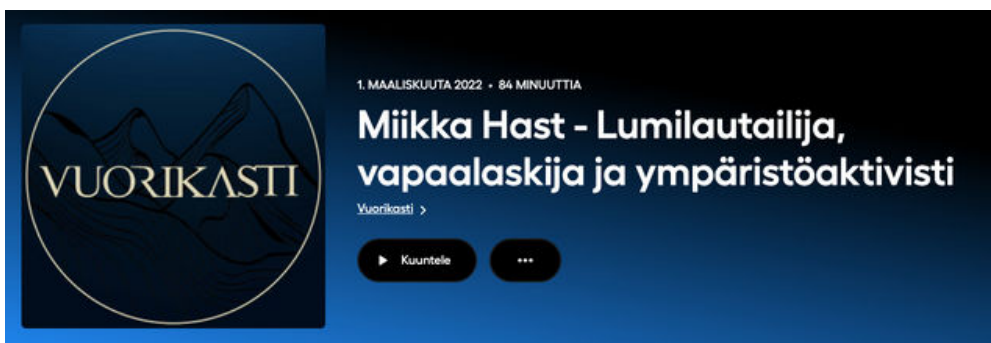 VUORIKASTI
1. MAALISKUUTA 2022 • 84 MINUUTTIA
Miikka Hast - Lumilautailija,
vapaalaskija ja ympäristöaktivisti
Vuorikasti >
Kuuntele